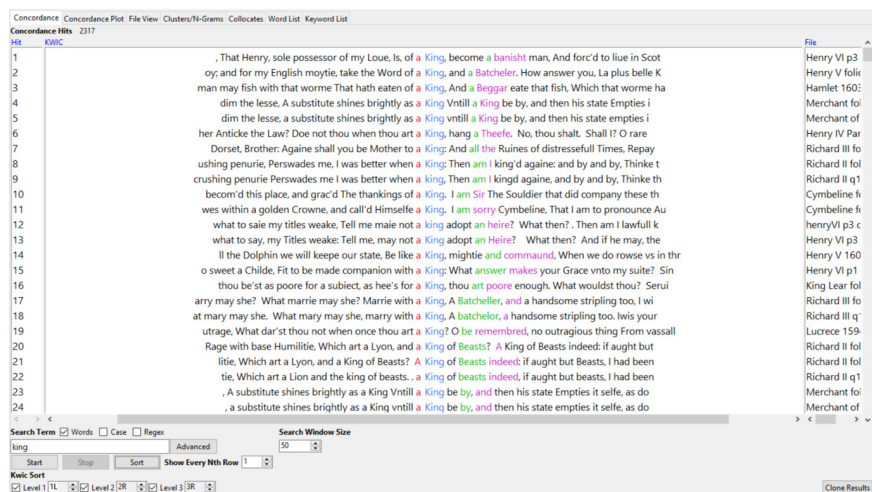 Concordance Concordance Plot File View Clusters/N-Grams Collocates Word List Keyword List
Concordance Hits 2317
Hit KWIC File
1 , That Henry, sole possessor of my Loue, Is, of a King, become a banisht man, And forc'd to liue in Scot Henry VI p3
2 oy; and for my English moytie, take the Word of a King, and a Batcheler. How answer you, La plus belle K Henry V folio
3 man may fish with that worme That hath eaten of a King, And a Beggar eate that fish, Which that worme ha Hamlet 1603
4 dim the lesse, A substitute shines brightly as a King Vntill a King be by, and then his state Empties i Merchant fol
5 dim the lesse, a substitute shines brightly as a King vntill a King be by, and then his state empties i Merchant of
6 her Anticke the Law? Doe not thou when thou art a King, hang a Theefe. No, thou shalt. Shall I? O rare Henry IV Par
7 Dorset, Brother: Againe shall you be Mother to a King: And all the Ruines of distressefull Times, Repay Richard III fo
8 ushing penurie, Perswades me, I was better when a King: Then am I king'd againe: and by and by, Thinke t Richard II fol
9 crushing penurie Perswades me I was better when a King, Then am I kingd againe, and by and by, Thinke th Richard II q1
10 becom'd this place, and grac'd The thankings of a King. I am Sir The Souldier that did company these th Cymbeline fo
11 wes within a golden Crowne, and call'd Himselfe a King. I am sorry Cymbeline, That I am to pronounce Au Cymbeline fo
12 what to saie my titles weake, Tell me maie not a king adopt an heire? What then? . Then am I lawfull k henryVI p3 o
13 what to say, my Titles weake: Tell me, may not a King adopt an Heire? What then? And if he may, the Henry VI p3
14 ll the Dolphin we will keepe our state, Be like a King, mightie and commaund, When we do rowse vs in thr Henry V 160
15 o sweet a Childe, Fit to be made companion with a King: What answer makes your Grace vnto my suite? Sin Henry VI p1
16 thou be'st as poore for a subiect, as hee's for a King, thou art poore enough. What wouldst thou? Serui King Lear fol
17 arry may she? What marrie may she? Marrie with a King, A Batcheller, and a handsome stripling too, I wi Richard III fo
18 at mary may she. What mary may she, marry with a King, A batchelor, a handsome stripling too. Iwis your Richard III q
19 utrage, What dar'st thou not when once thou art a King? O be remembred, no outragious thing From vassall Lucrece 159
20 Rage with base Humilitie, Which art a Lyon, and a King of Beasts? A King of Beasts indeed: if aught but Richard II fol
21 litie, Which art a Lyon, and a King of Beasts? A King of Beasts indeed: if aught but Beasts, I had been Richard II fol
22 tie, Which art a Lion and the king of beasts. . a King of beasts indeed, if aught but beasts, I had been Richard II q1
23 , A substitute shines brightly as a King Vntill a King be by, and then his state empties it selfe, as do Merchant fol
24 , a substitute shines brightly as a King vntill a King be by, and then his state empties it selfe, as do Merchant of
Search Term Words Case Regex Search Window Size
king Advanced 50
Start Stop Sort Show Every Nth Row 1
Kwic Sort
Level 1 1L Level 2 2R Level 3 3R Clone Results